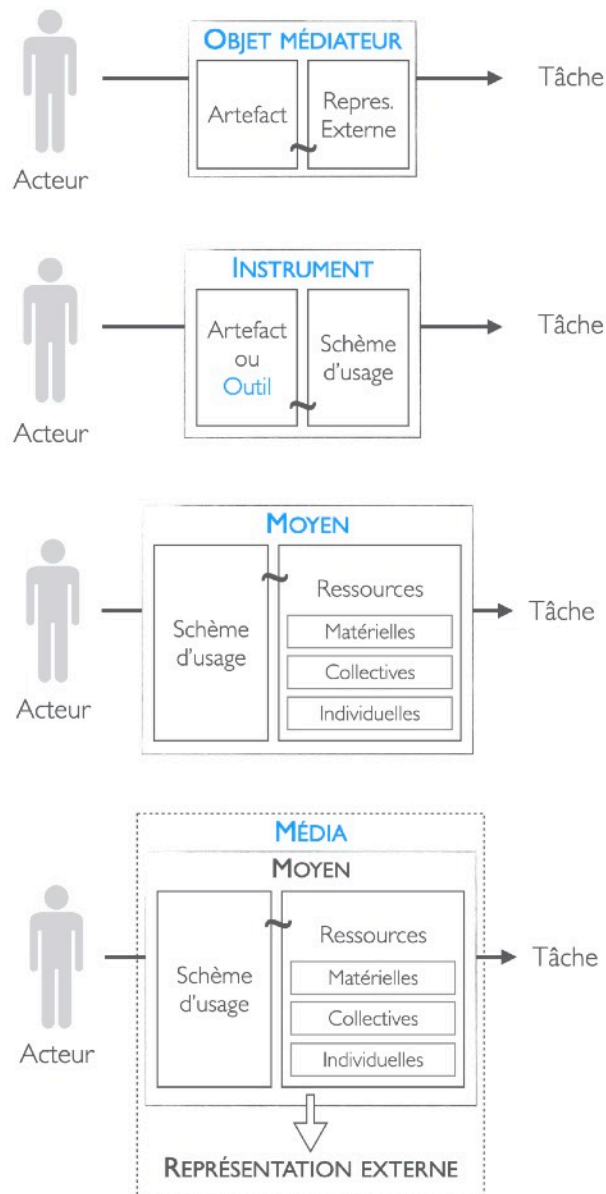 OBJET MÉDIATEUR
Artefact
Repres.
Externe
Tâche
Acteur
INSTRUMENT
Artefact
ou
Outil
Schème
d'usage
Tâche
Acteur
MOYEN
Schème
d'usage
Ressources
Matérielles
Collectives
Individuelles
Tâche
Acteur
MÉDIA
MOYEN
Schème
d'usage
Ressources
Matérielles
Collectives
Individuelles
Tâche
Acteur
REPRÉSENTATION EXTERNE